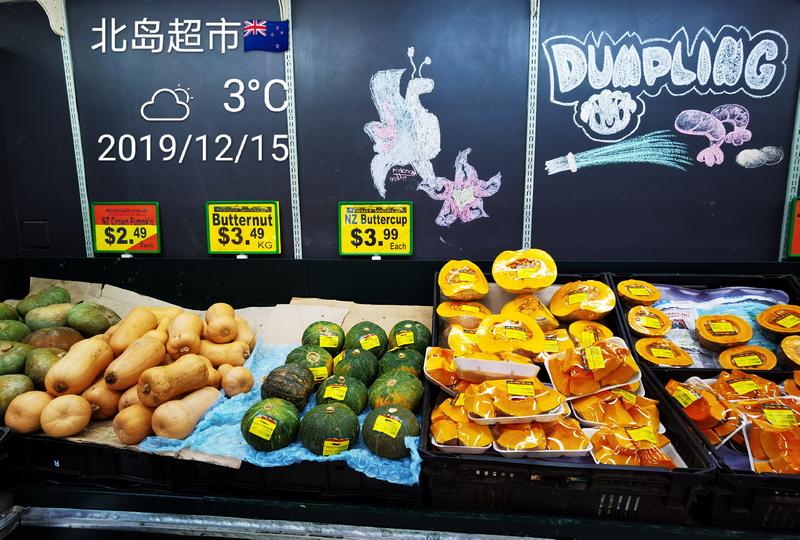 北岛超市🇳🇿
3°C
2019/12/15
DUMPLING
NZ Crown Pumpkin
$2.49
Each
Butternut
$3.49
KG
NZ Buttercup
$3.99
Each